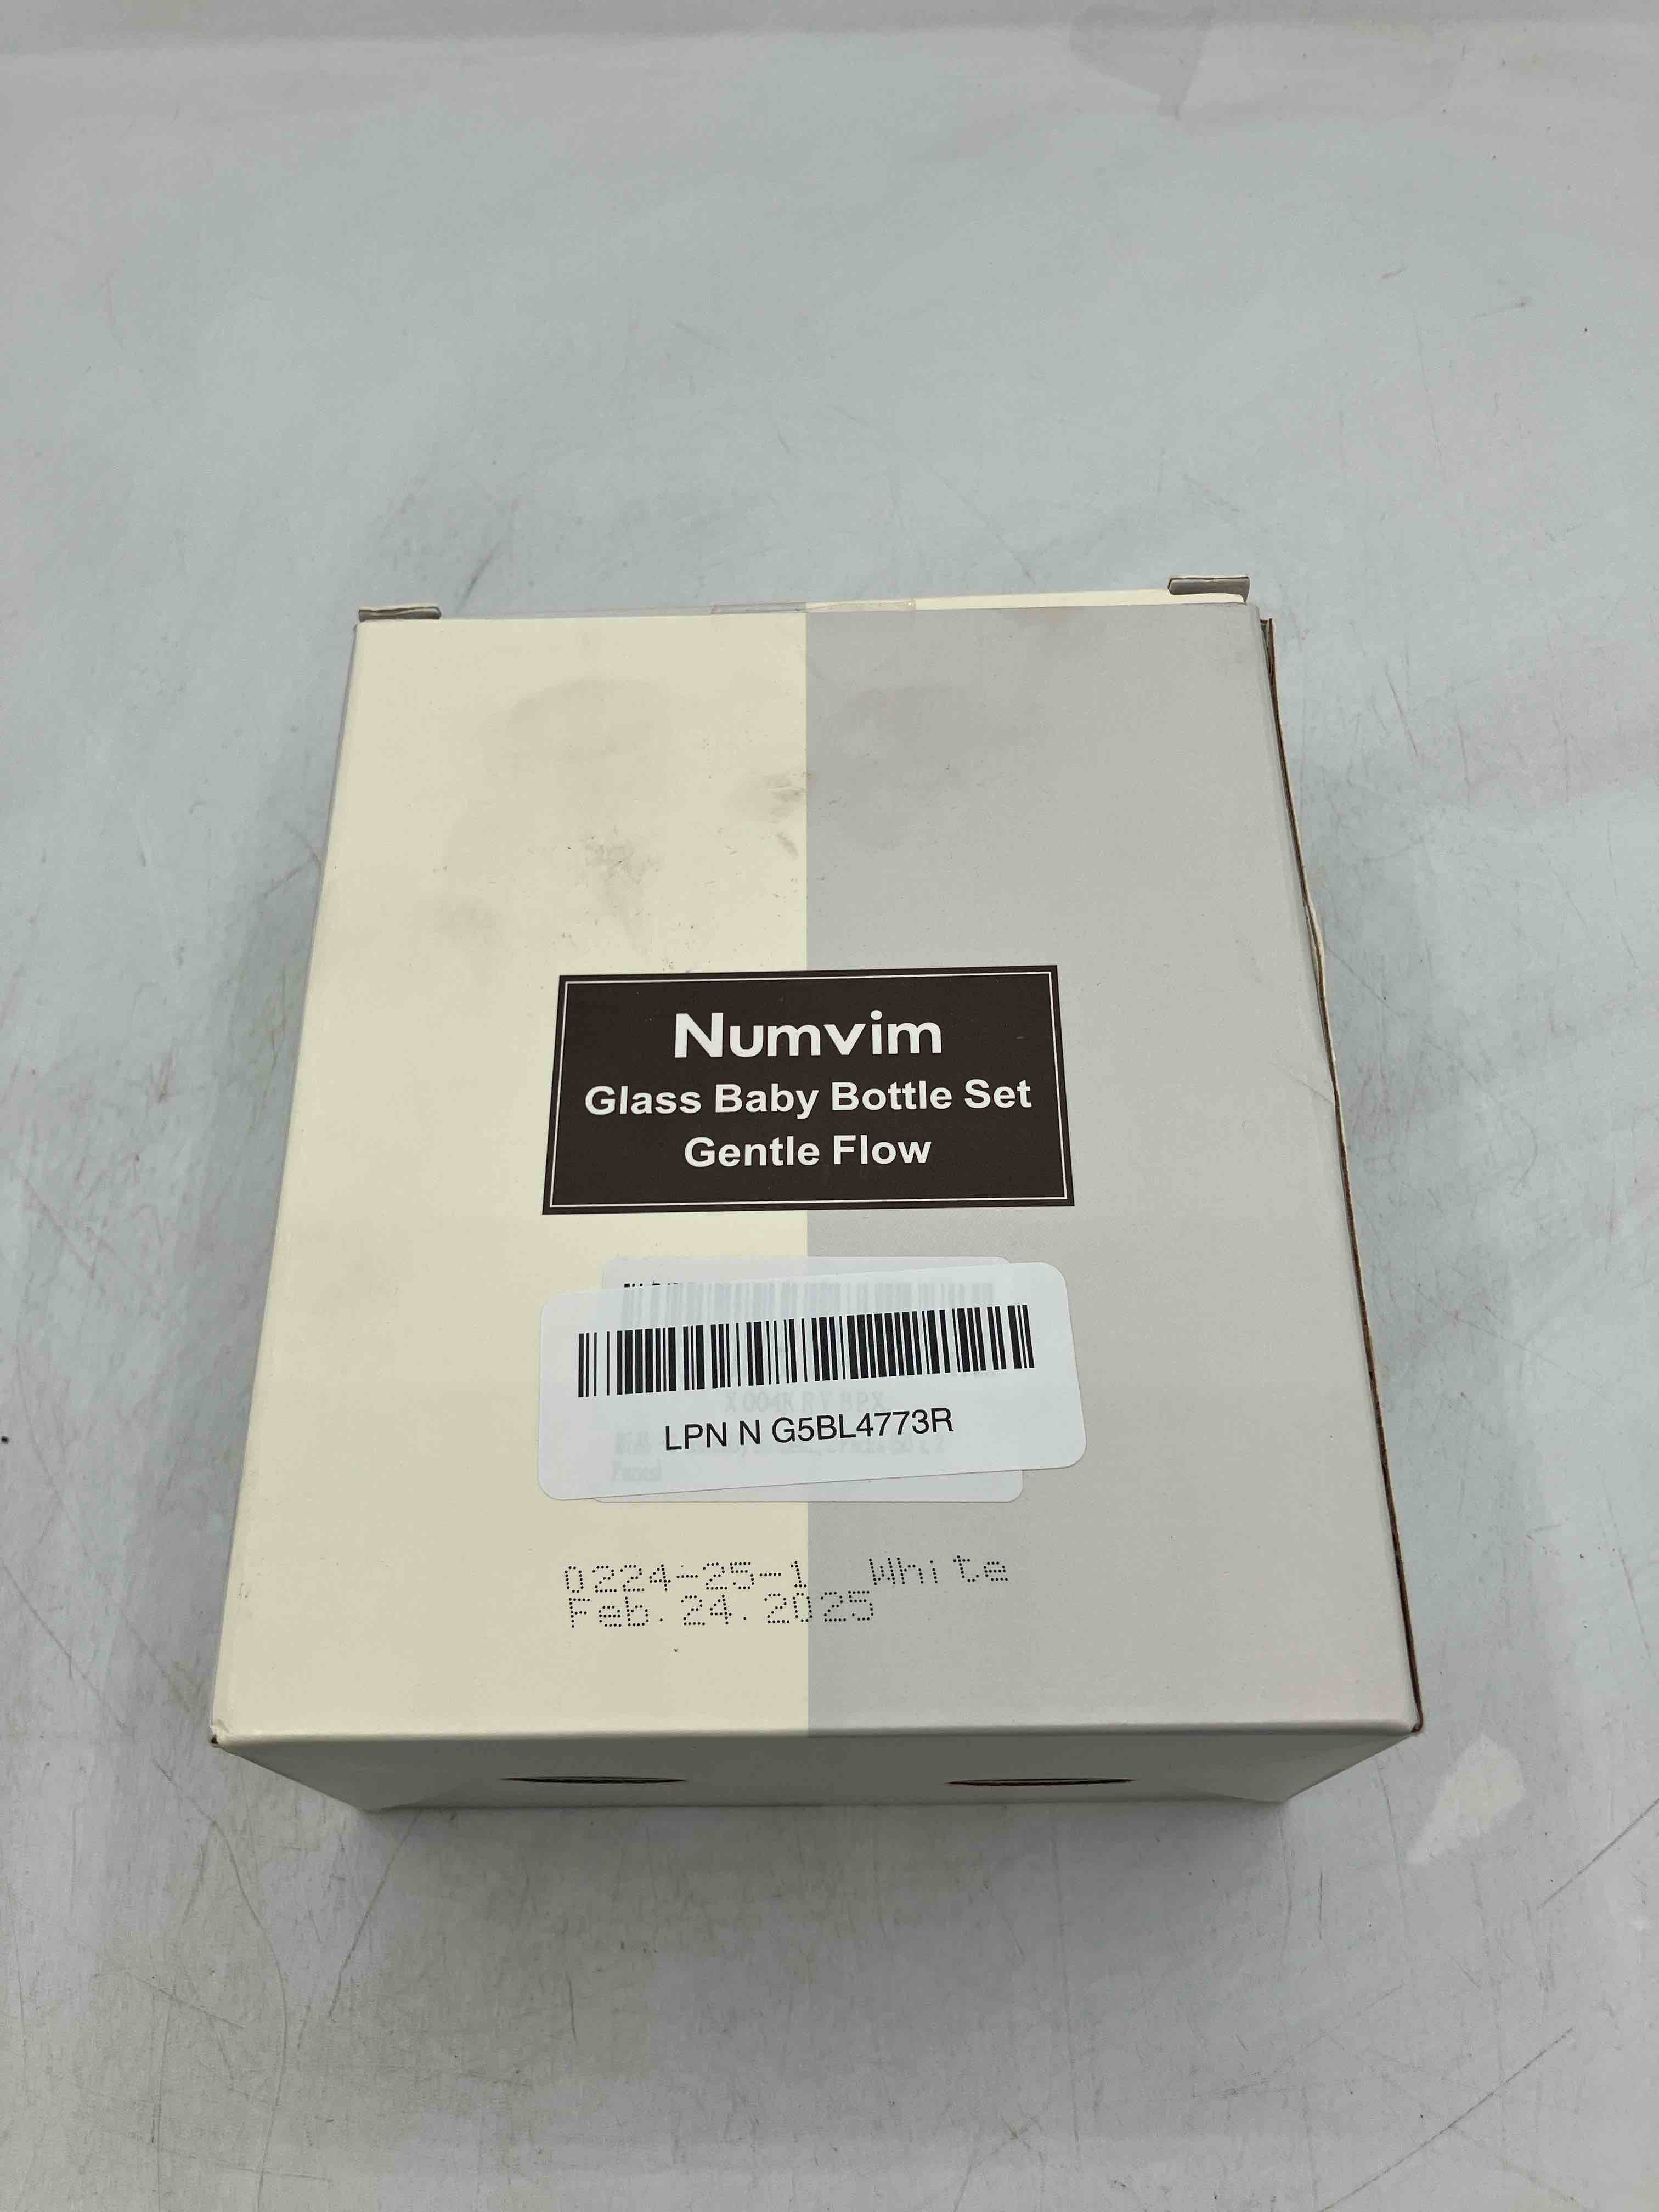 Numvim
Glass Baby Bottle Set
Gentle Flow
LPN N G5BL4773R
0224-25-1 White
Feb.24.2025